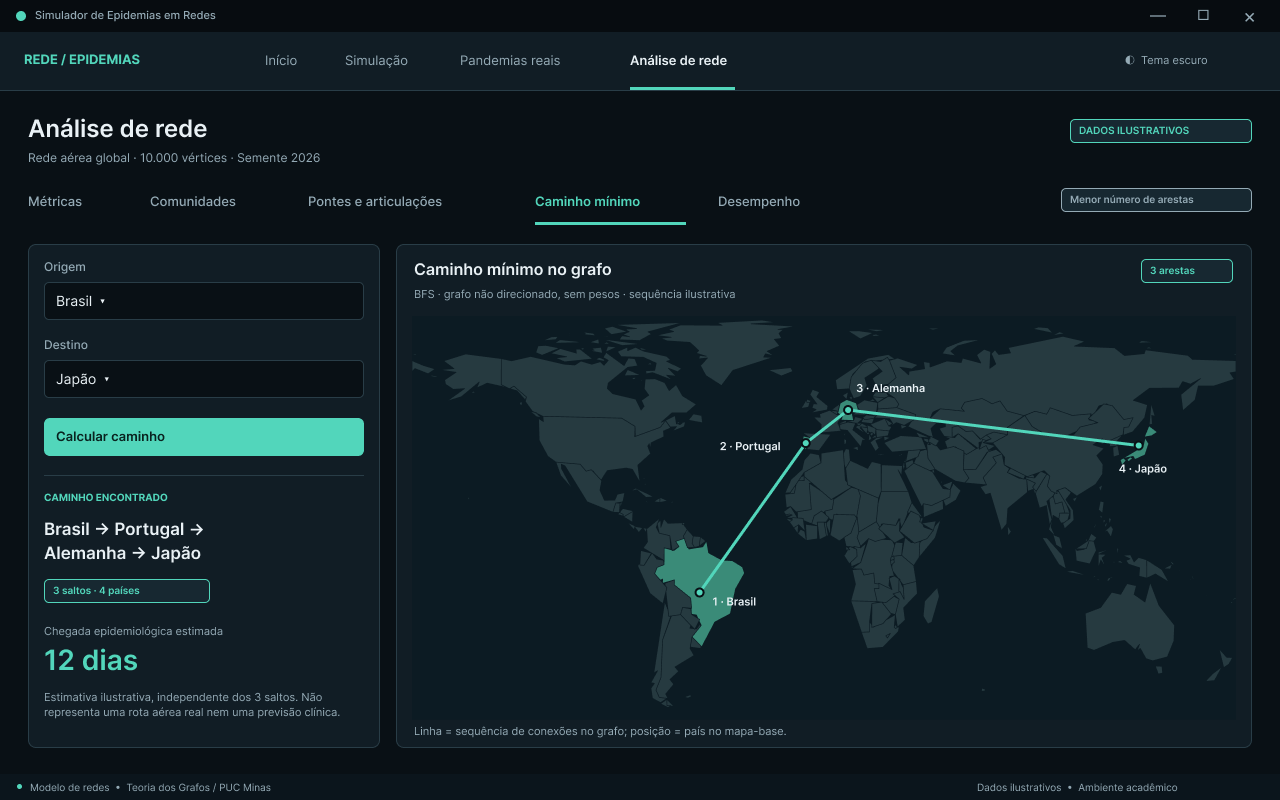 Simulador de Epidemias em Redes
REDE / EPIDEMIAS
Início
Simulação
Pandemias reais
Análise de rede
Tema escuro
Análise de rede
DADOS ILUSTRATIVOS
Rede aérea global · 10.000 vértices · Semente 2026
Métricas
Comunidades
Pontes e articulações
Caminho mínimo
Desempenho
Menor número de arestas
Origem
Brasil
Destino
Japão
Calcular caminho
CAMINHO ENCONTRADO
Brasil → Portugal →
Alemanha → Japão
3 saltos · 4 países
Chegada epidemiológica estimada
12 dias
Estimativa ilustrativa, independente dos 3 saltos. Não
representa uma rota aérea real nem uma previsão clínica.
Caminho mínimo no grafo
3 arestas
BFS · grafo não direcionado, sem pesos · sequência ilustrativa
3 · Alemanha
2 · Portugal
4 · Japão
1 · Brasil
Linha = sequência de conexões no grafo; posição = país no mapa-base.
Modelo de redes • Teoria dos Grafos / PUC Minas
Dados ilustrativos • Ambiente acadêmico